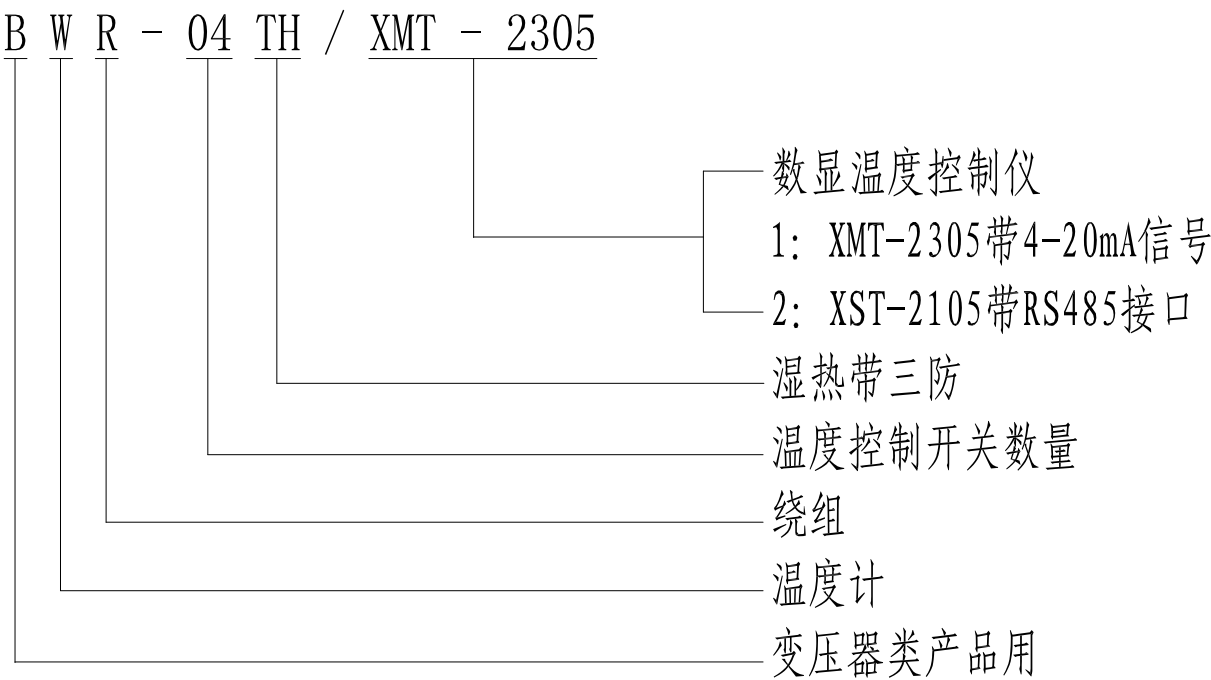 BWR-04TH/XMT-2305
数显温度控制仪
1: XMT-2305带4-20mA信号
2: XST-2105带RS485接口
湿热带三防
温度控制开关数量
绕组
温度计
变压器类产品用